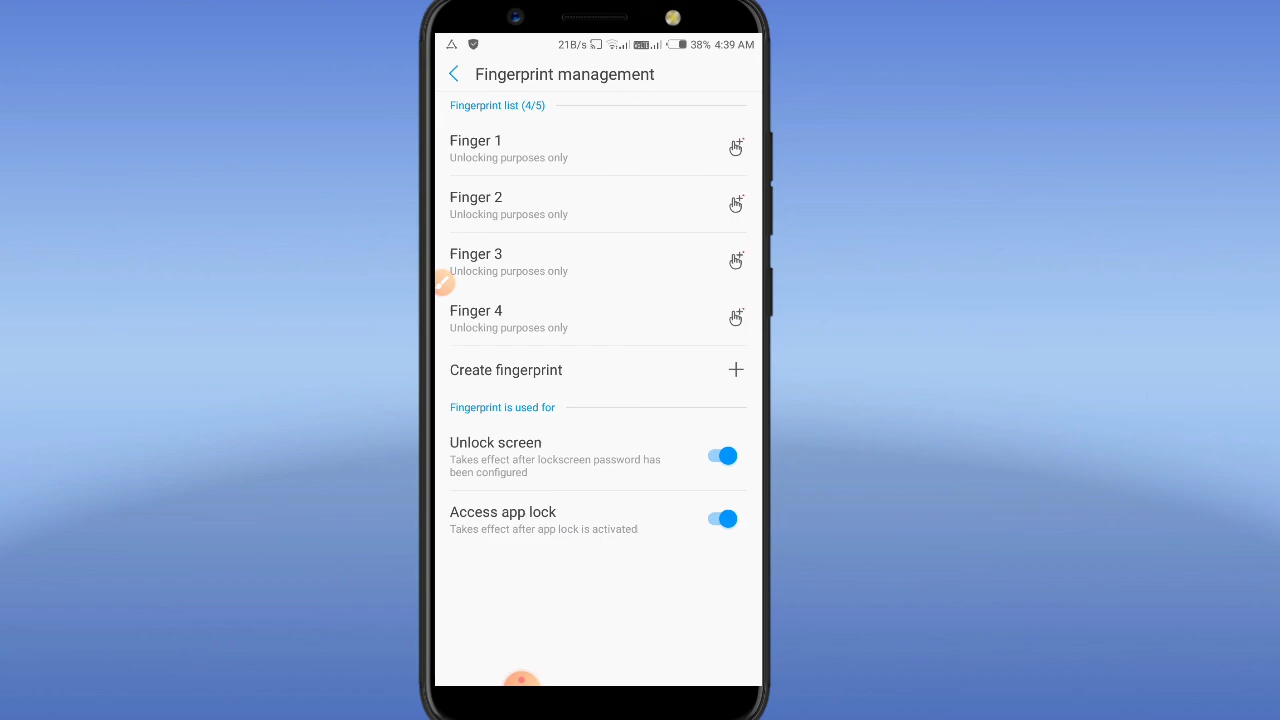 21B/s 38% 4:39 AM
Fingerprint management
Fingerprint list (4/5)
Finger 1
Unlocking purposes only
Finger 2
Unlocking purposes only
Finger 3
Unlocking purposes only
Finger 4
Unlocking purposes only
Create fingerprint
Fingerprint is used for
Unlock screen
Takes effect after lockscreen password has
been configured
Access app lock
Takes effect after app lock is activated